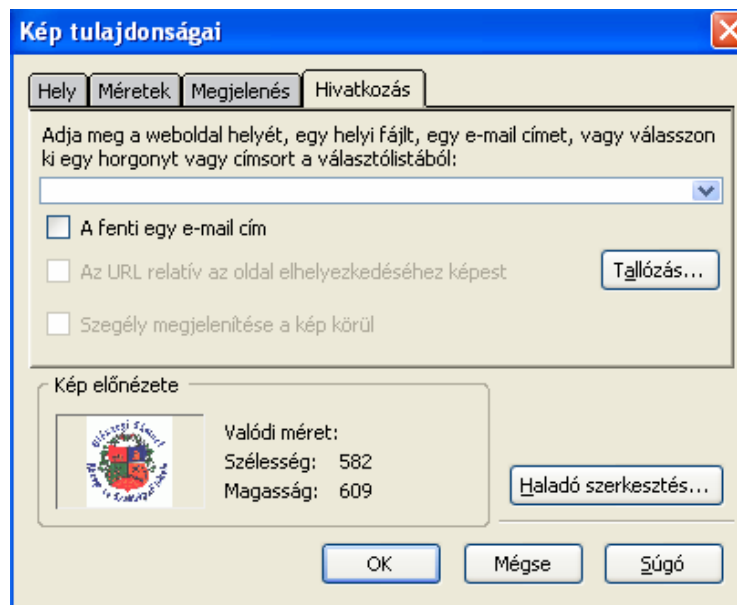 Kép tulajdonságai
Hely Méretek Megjelenés Hivatkozás
Adja meg a weboldal helyét, egy helyi fájlt, egy e-mail címet, vagy válasszon
ki egy horgonyt vagy címsort a választólistából:
A fenti egy e-mail cím
Az URL relatív az oldal elhelyezkedéséhez képest
Tallózás...
Szegély megjelenítése a kép körül
Kép előnézete
Valódi méret:
Szélesség: 582
Magasság: 609
Haladó szerkesztés...
OK Mégse Súgó